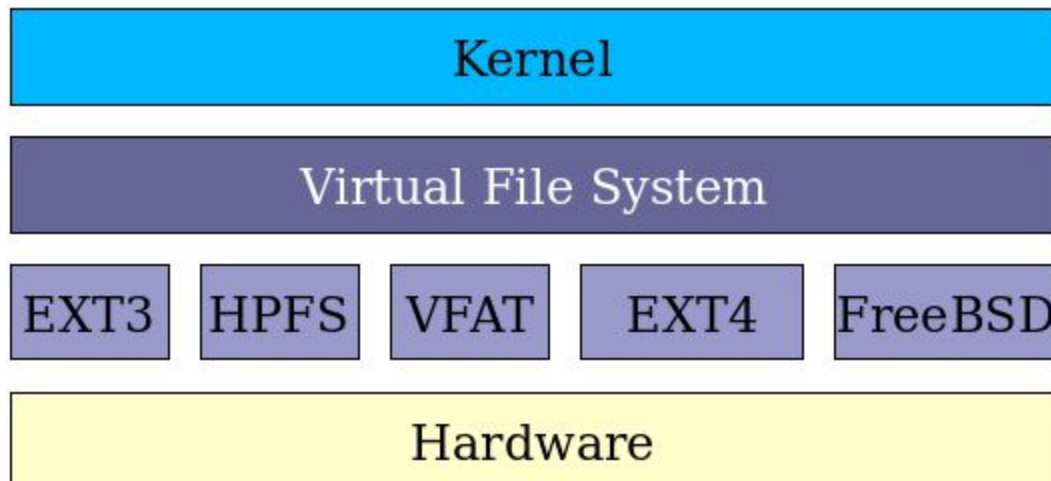 Kernel
Virtual File System
EXT3 HPFS VFAT EXT4 FreeBSD
Hardware